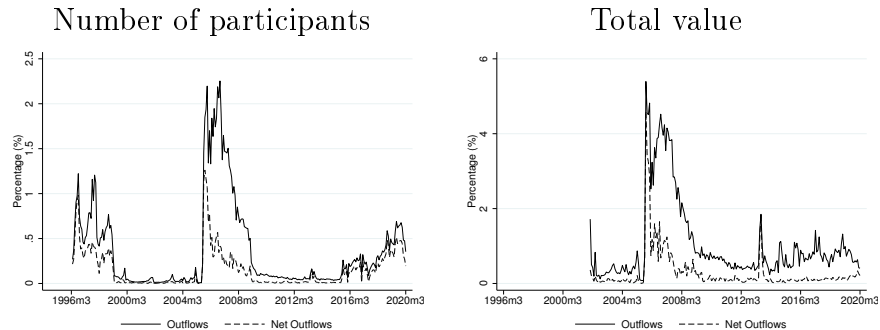 Number of participants
Percentage (%)
2.5
2
1.5
1
.5
0
1996m3 2000m3 2004m3 2008m3 2012m3 2016m3 2020m3
Outflows Net Outflows
Total value
Percentage (%)
6
4
2
0
1996m3 2000m3 2004m3 2008m3 2012m3 2016m3 2020m3
Outflows Net Outflows